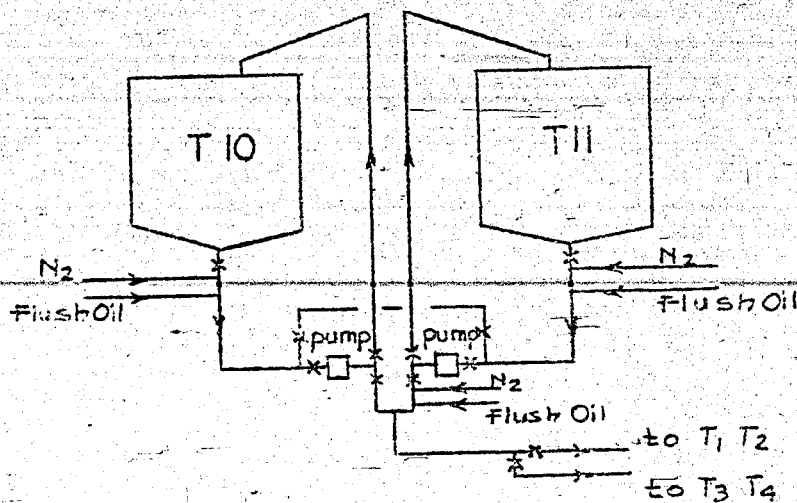 T 10
T 11
N2
Flush Oil
N2
Flush Oil
pump
pump
N2
Flush Oil
to T1 T2
to T3 T4